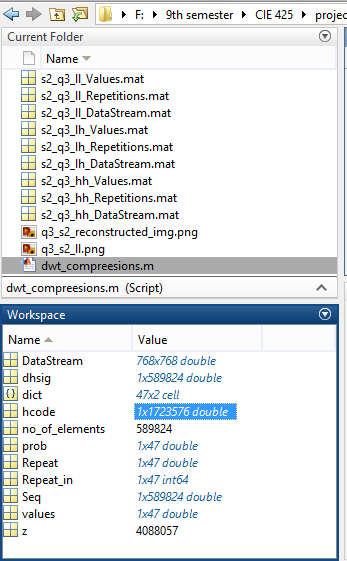 F: 9th semester CIE 425 projec
Current Folder
Name
s2_q3_ll_Values.mat
s2_q3_ll_Repetitions.mat
s2_q3_ll_DataStream.mat
s2_q3_lh_Values.mat
s2_q3_lh_Repetitions.mat
s2_q3_lh_DataStream.mat
s2_q3_hh_Values.mat
s2_q3_hh_Repetitions.mat
s2_q3_hh_DataStream.mat
q3_s2_reconstructed_img.png
q3_s2_ll.png
dwt_compreesions.m
dwt_compreesions.m (Script)
Workspace
Name Value
DataStream 768x768 double
dhsig 1x589824 double
dict 47x2 cell
hcode 1x1723576 double
no_of_elements 589824
prob 1x47 double
Repeat 1x47 double
Repeat_in 1x47 int64
Seq 1x589824 double
values 1x47 double
z 4088057